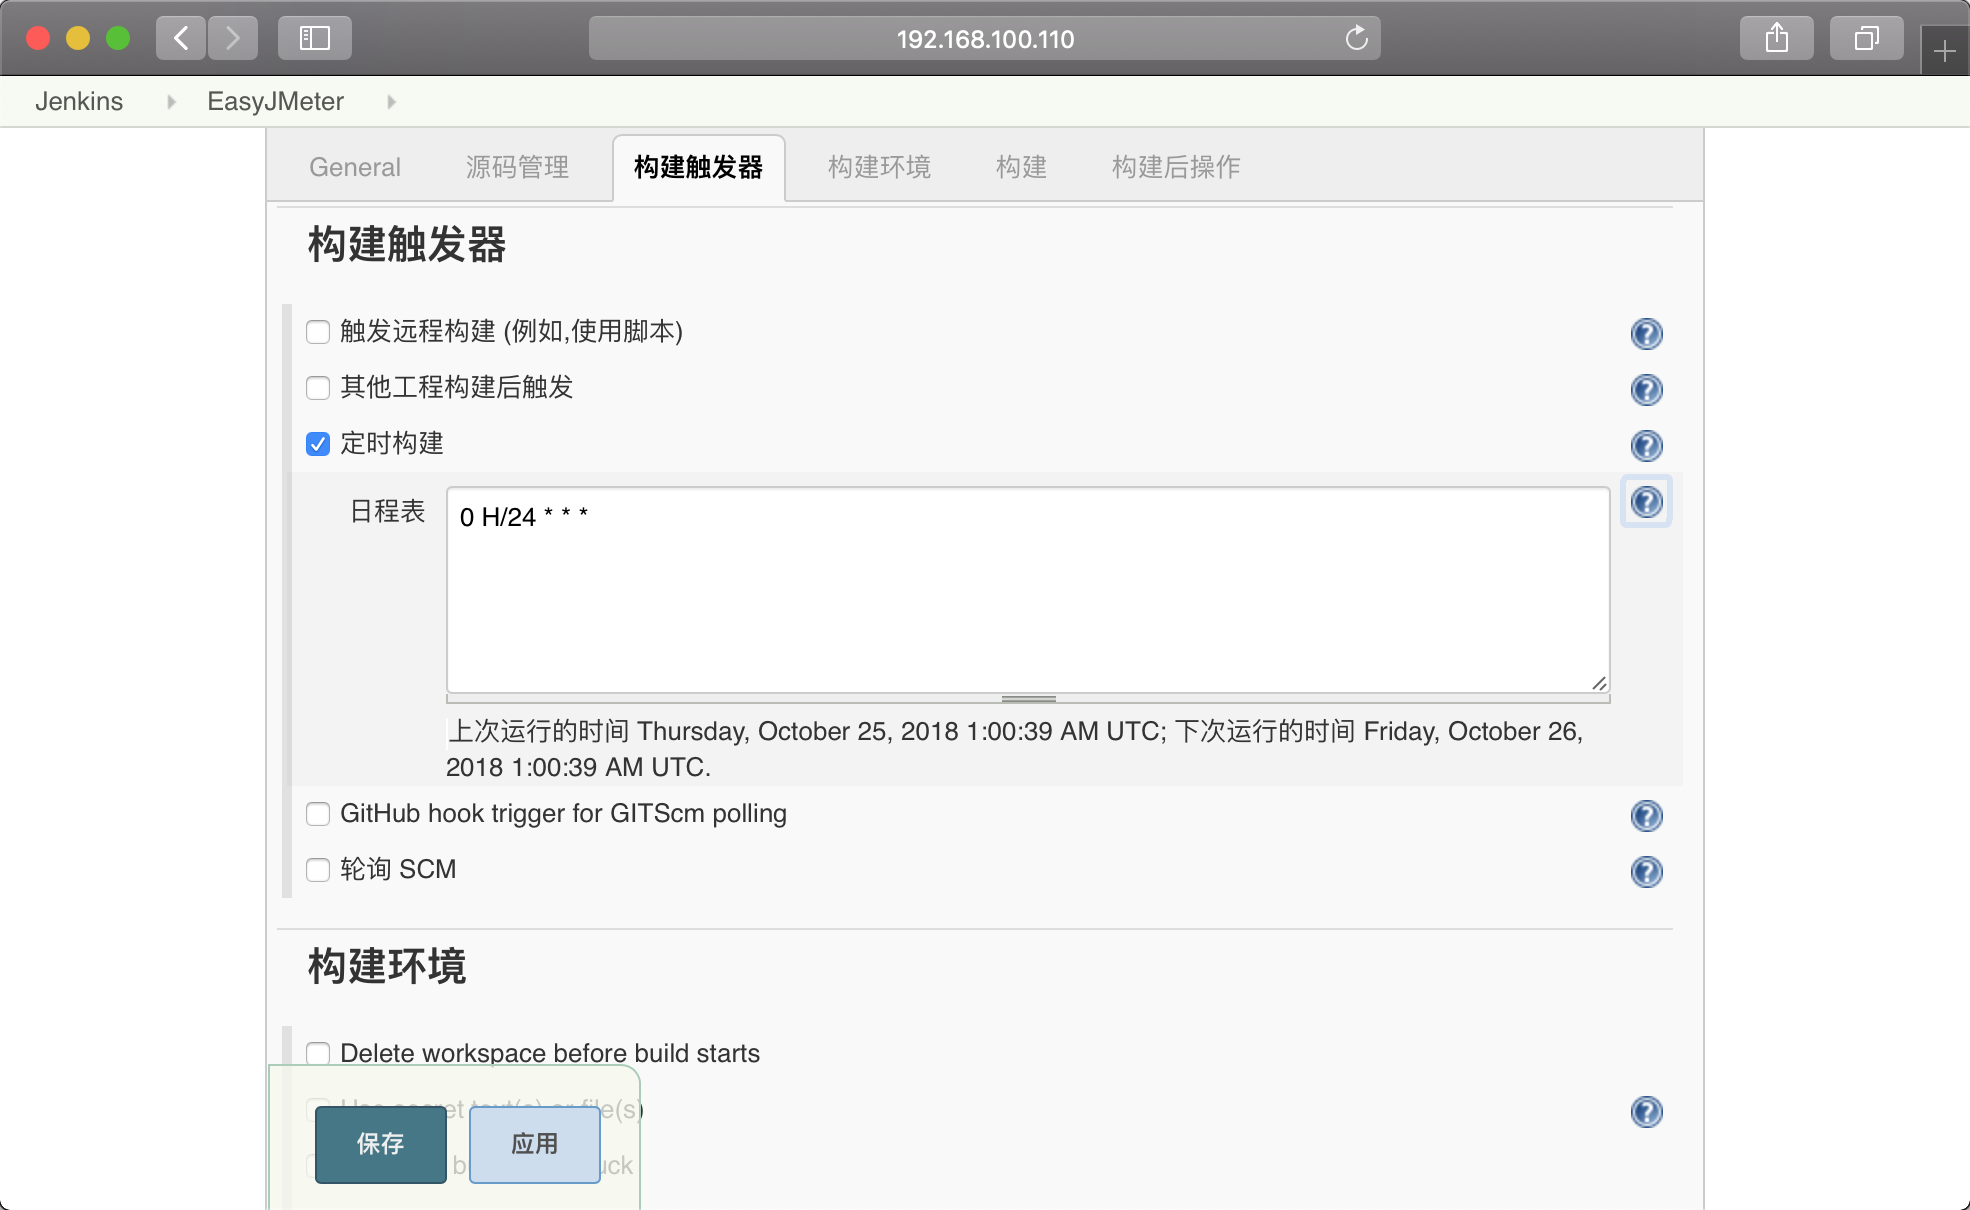 192.168.100.110
Jenkins EasyJMeter
General 源码管理 构建触发器 构建环境 构建 构建后操作
构建触发器
触发远程构建 (例如,使用脚本)
其他工程构建后触发
定时构建
日程表
0 H/24 * * *
上次运行的时间 Thursday, October 25, 2018 1:00:39 AM UTC; 下次运行的时间 Friday, October 26,
2018 1:00:39 AM UTC.
GitHub hook trigger for GITScm polling
轮询 SCM
构建环境
Delete workspace before build starts
Use secret text(s) or file(s)
保存 应用